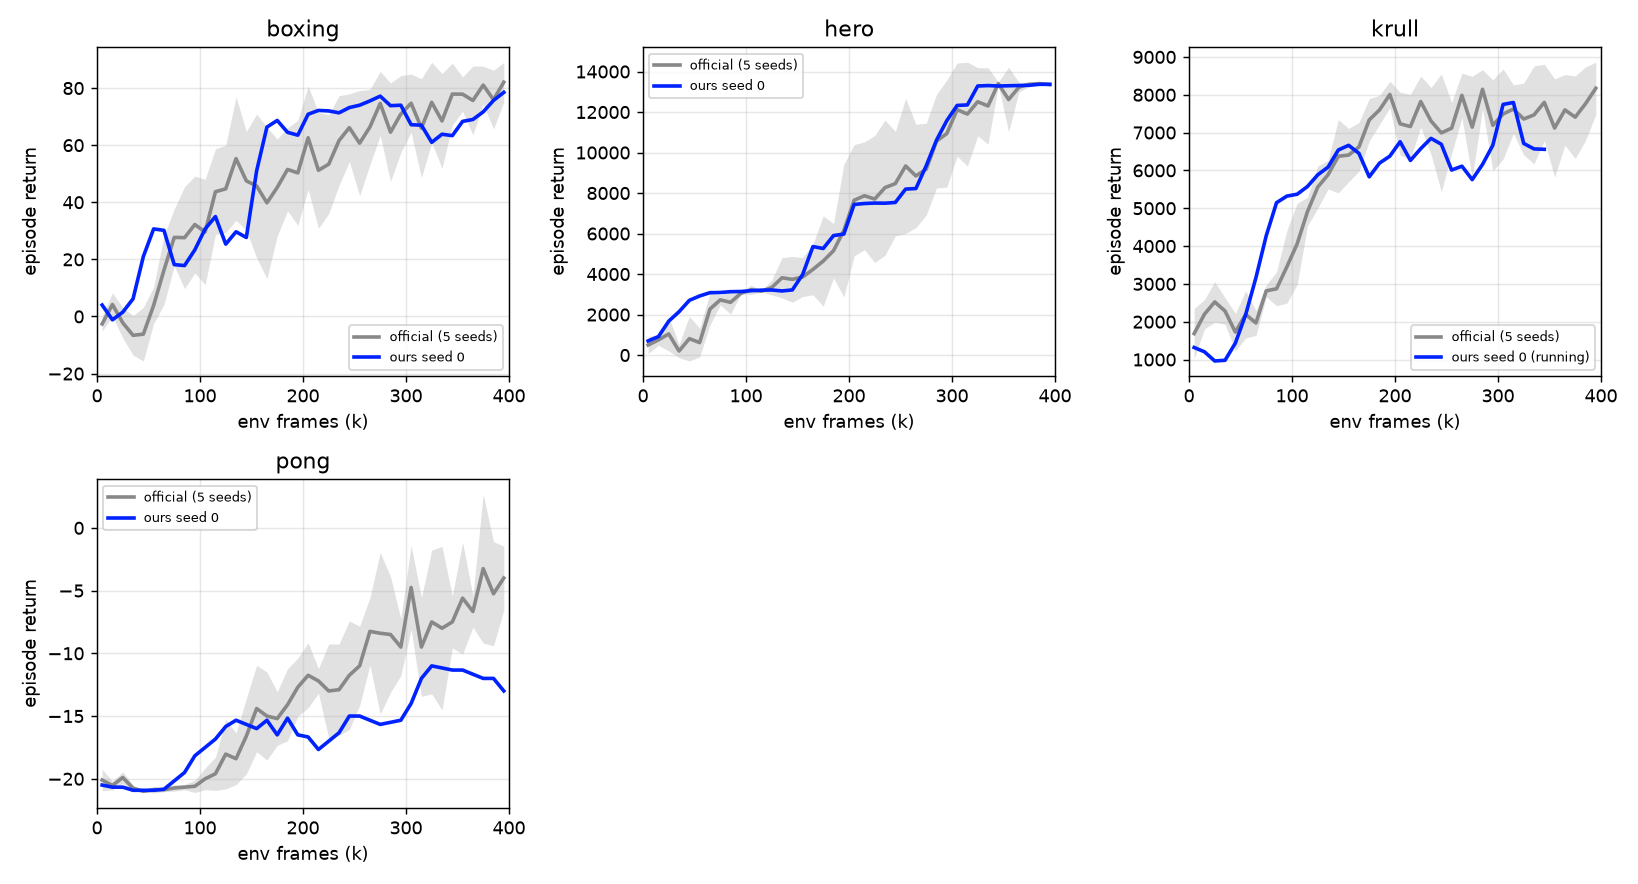 boxing
episode return
80
60
40
20
0
−20
official (5 seeds)
ours seed 0
0
100
200
300
400
env frames (k)
hero
episode return
14000
12000
10000
8000
6000
4000
2000
0
official (5 seeds)
ours seed 0
0
100
200
300
400
env frames (k)
krull
episode return
9000
8000
7000
6000
5000
4000
3000
2000
1000
official (5 seeds)
ours seed 0 (running)
0
100
200
300
400
env frames (k)
pong
episode return
0
−5
−10
−15
−20
official (5 seeds)
ours seed 0
0
100
200
300
400
env frames (k)